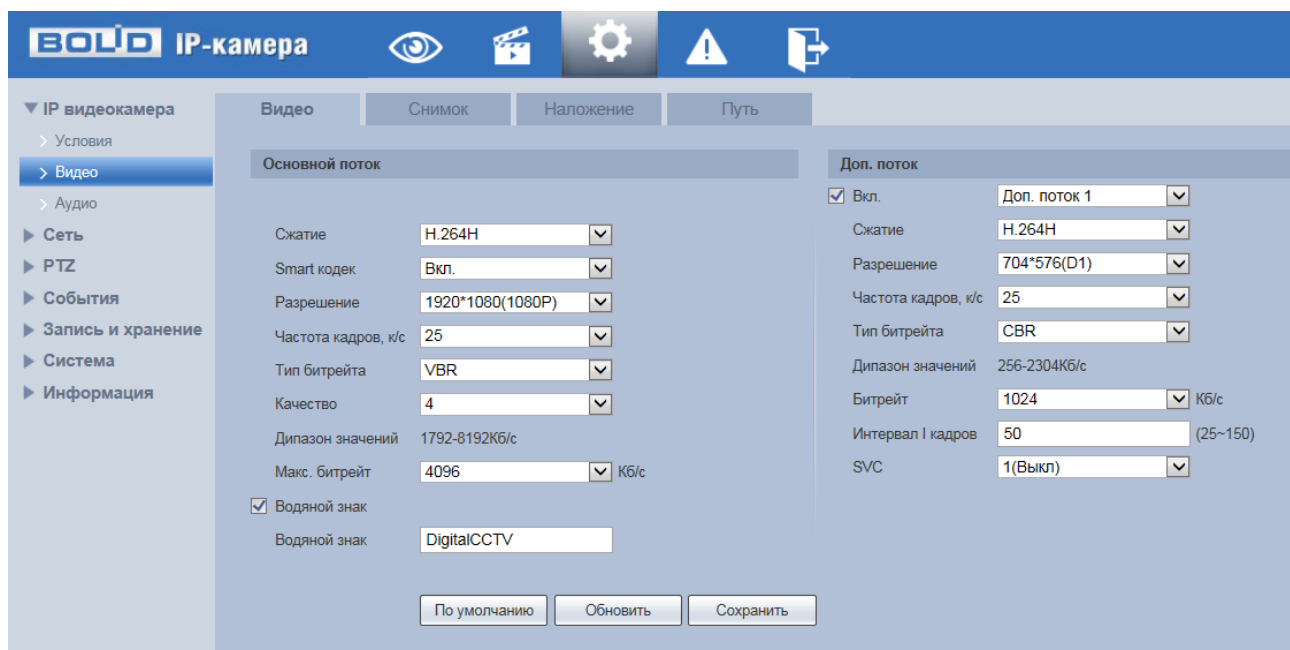 BOLID IP-камера
IP видеокамера
Условия
Видео
Аудио
Сеть
PTZ
События
Запись и хранение
Система
Информация
Видео Снимок Наложение Путь
Основной поток
Сжатие H.264H
Smart кодек Вкл.
Разрешение 1920*1080(1080P)
Частота кадров, к/с 25
Тип битрейта VBR
Качество 4
Дипазон значений 1792-8192Кб/с
Макс. битрейт 4096 Кб/с
Водяной знак
Водяной знак DigitalCCTV
По умолчанию Обновить Сохранить
Доп. поток
Вкл. Доп. поток 1
Сжатие H.264H
Разрешение 704*576(D1)
Частота кадров, к/с 25
Тип битрейта CBR
Дипазон значений 256-2304Кб/с
Битрейт 1024 Кб/с
Интервал I кадров 50 (25~150)
SVC 1(Выкл)